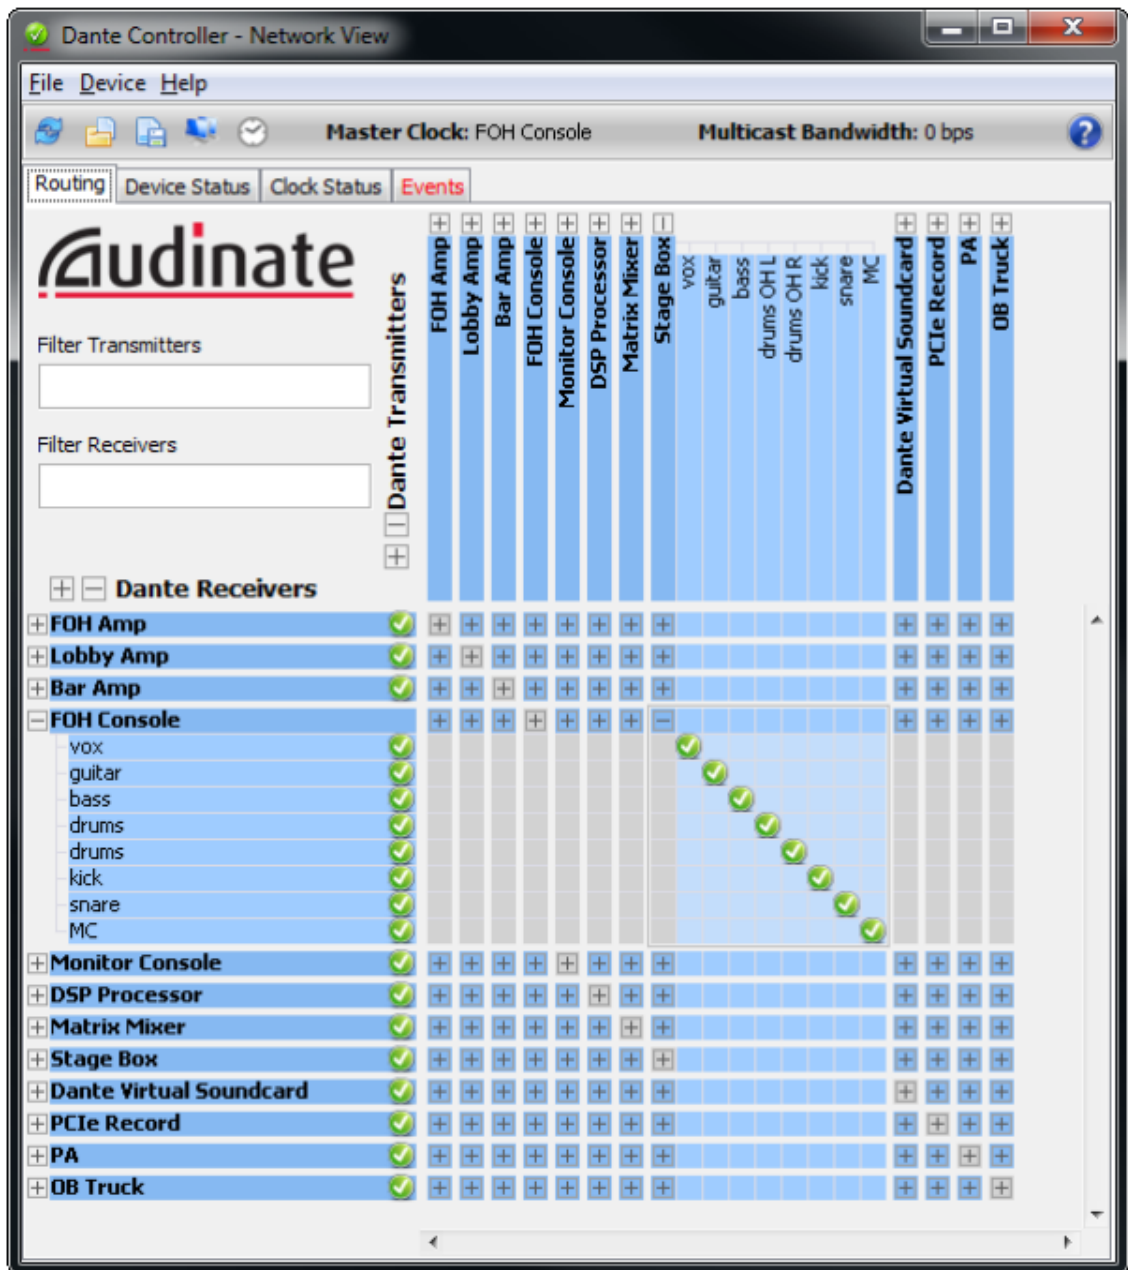 Dante Controller - Network View
File Device Help
Master Clock: FOH Console
Multicast Bandwidth: 0 bps
?
Routing
Device Status
Clock Status
Events
Audinate
Filter Transmitters
Filter Receivers
Dante Transmitters
Dante Receivers
FOH Amp
Lobby Amp
Bar Amp
FOH Console
Monitor Console
DSP Processor
Matrix Mixer
Stage Box
vox
guitar
bass
drums OH L
drums OH R
kick
snare
MC
Dante Virtual Soundcard
PCIe Record
PA
OB Truck
FOH Amp
Lobby Amp
Bar Amp
FOH Console
vox
guitar
bass
drums
drums
kick
snare
MC
Monitor Console
DSP Processor
Matrix Mixer
Stage Box
Dante Virtual Soundcard
PCIe Record
PA
OB Truck